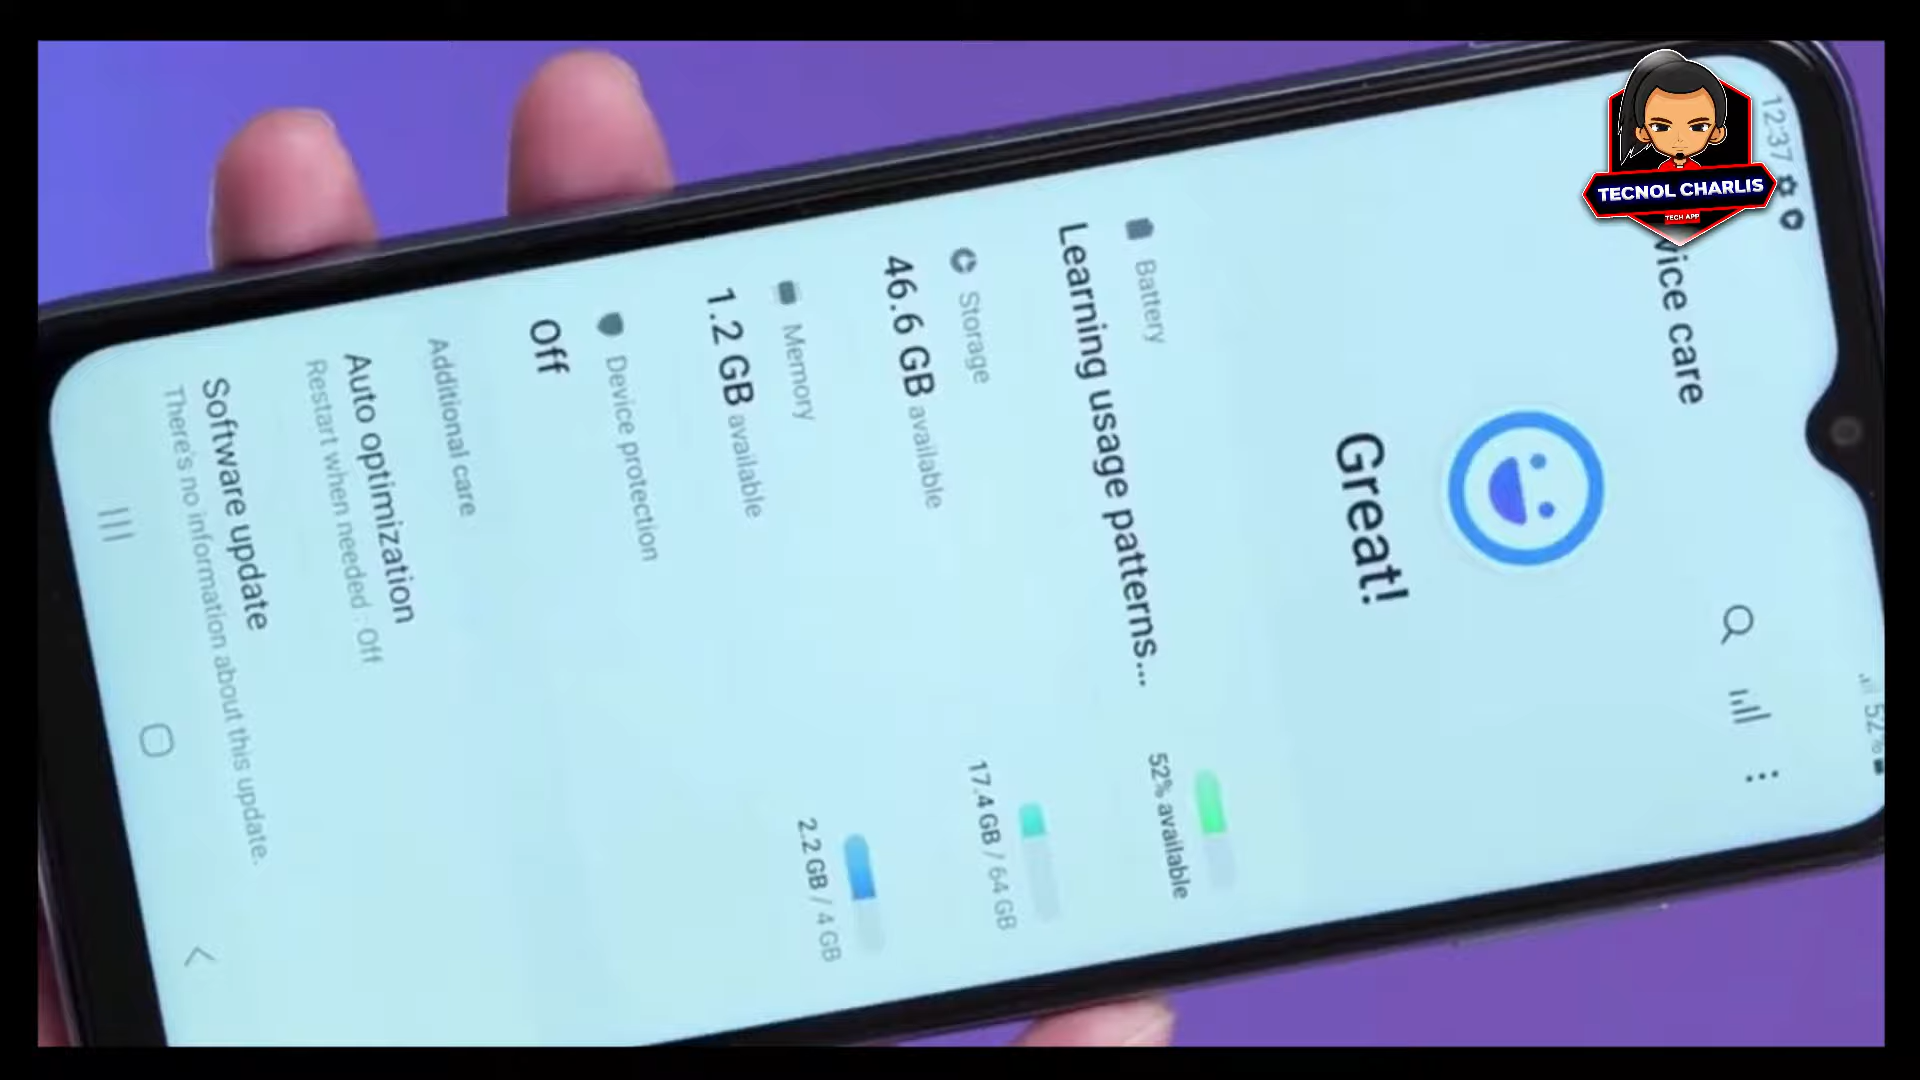 12:37
52%
vice care
Great!
Battery
Learning usage patterns...
52% available
Storage
46.6 GB available
17.4 GB / 64 GB
Memory
1.2 GB available
2.2 GB / 4 GB
Device protection
Off
Additional care
Auto optimization
Restart when needed : Off
Software update
There's no information about this update.
TECNOL CHARLIS
TECH APP